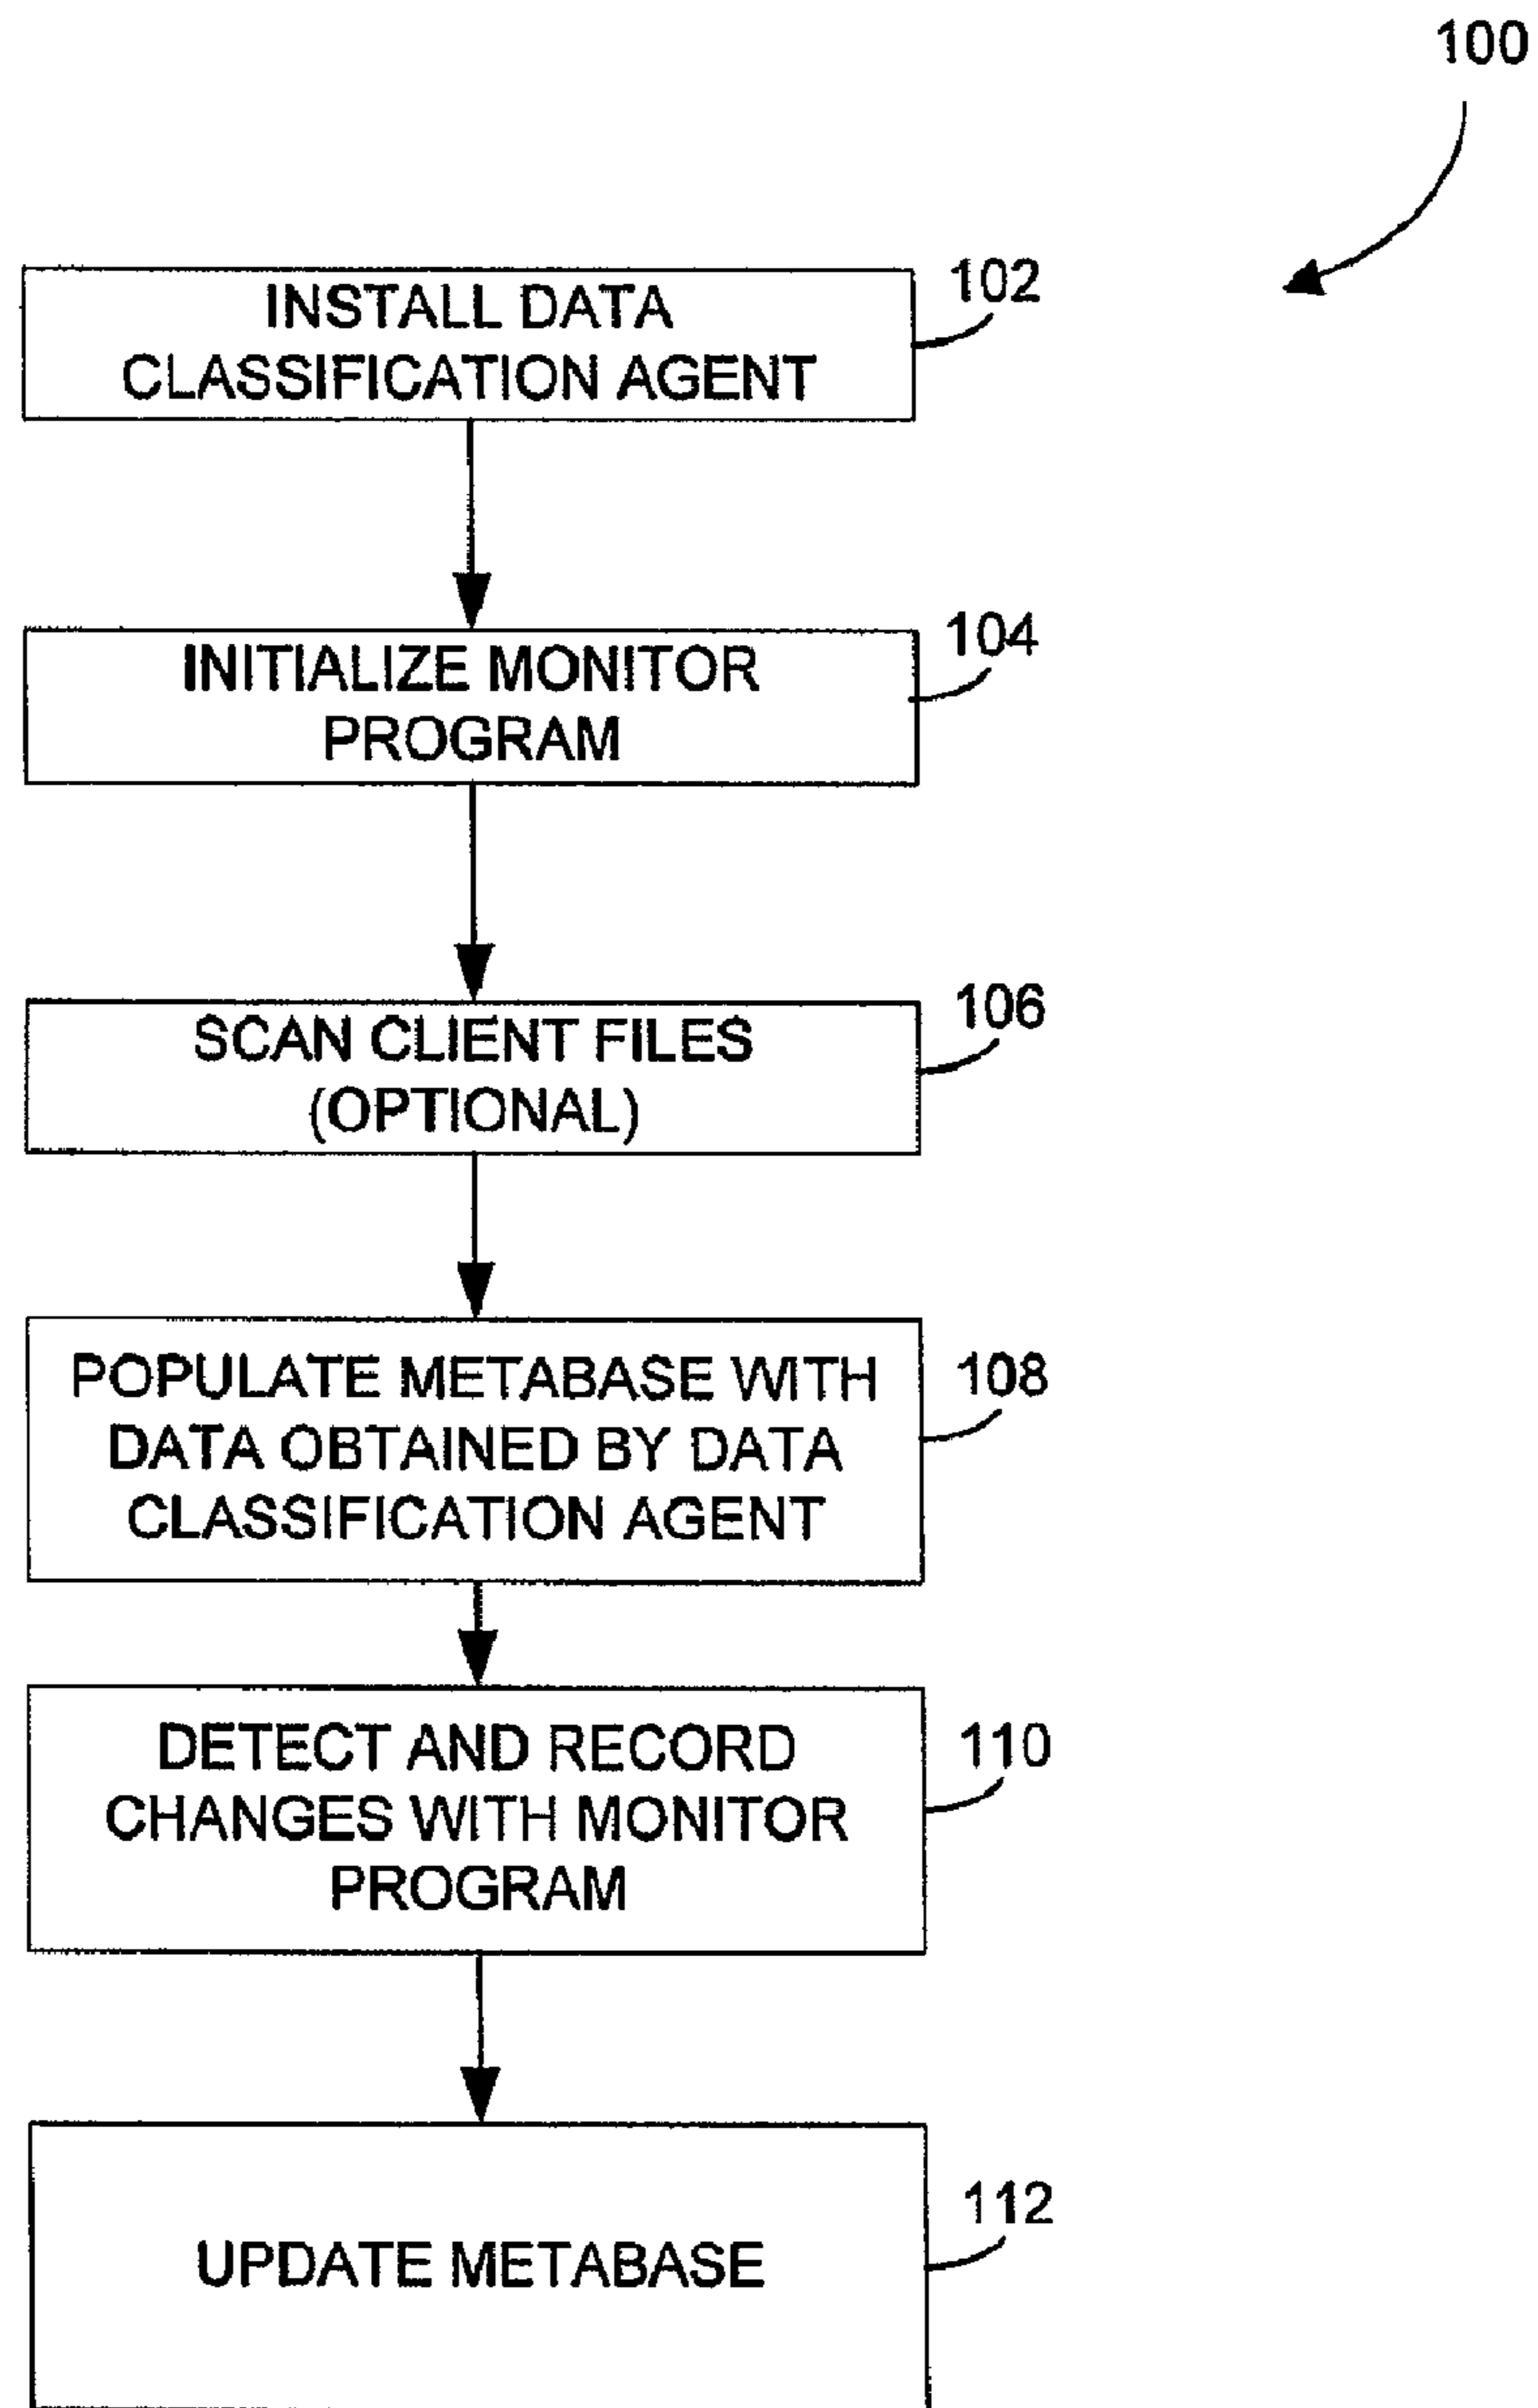 100
INSTALL DATA
CLASSIFICATION AGENT
102
INITIALIZE MONITOR
PROGRAM
104
SCAN CLIENT FILES
(OPTIONAL)
106
POPULATE METABASE WITH
DATA OBTAINED BY DATA
CLASSIFICATION AGENT
108
DETECT AND RECORD
CHANGES WITH MONITOR
PROGRAM
110
UPDATE METABASE
112